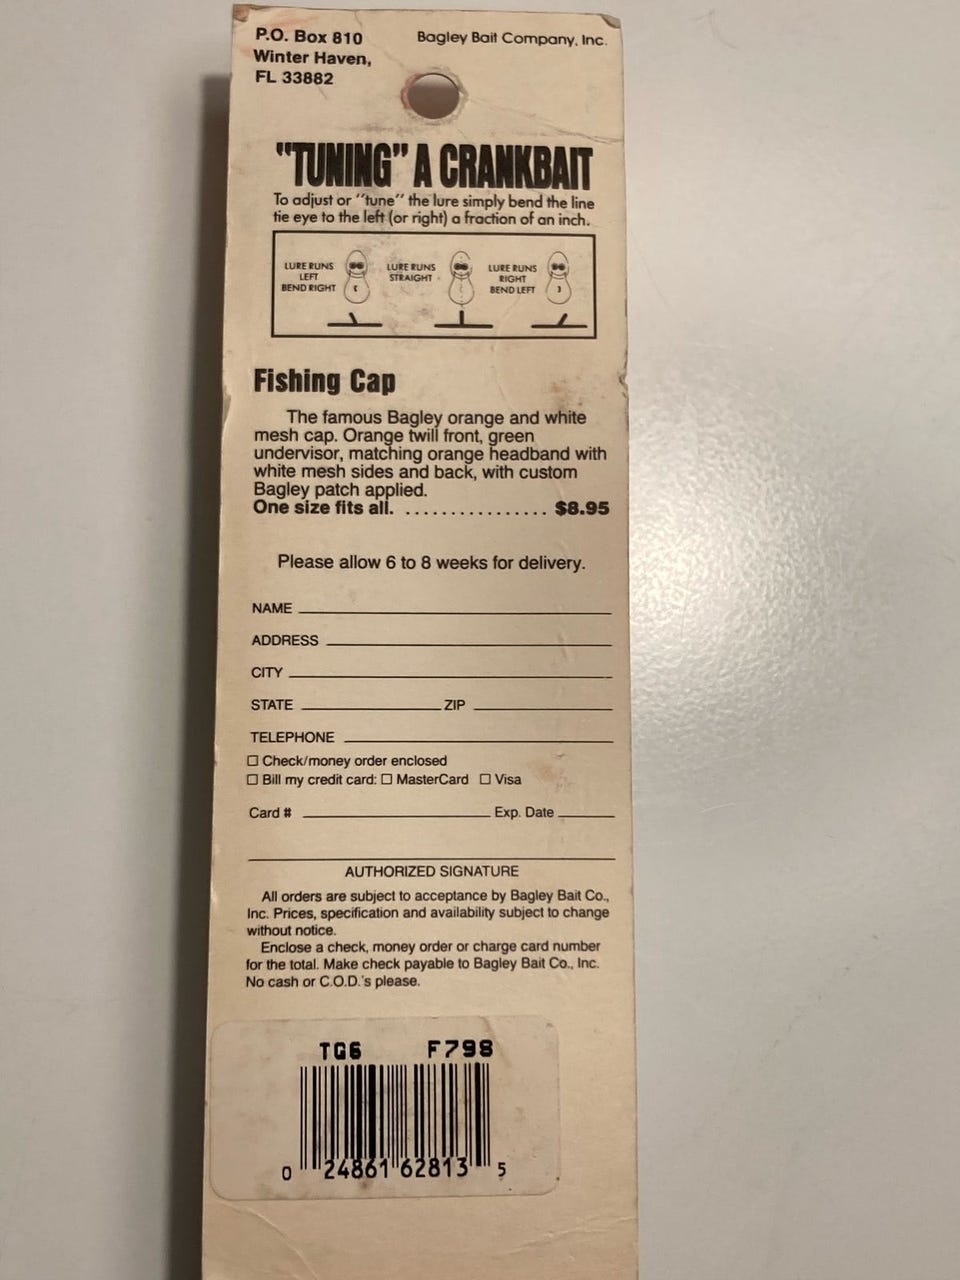 P.O. Box 810
Winter Haven,
FL 33882
Bagley Bait Company, Inc.
"TUNING" A CRANKBAIT
To adjust or "tune" the lure simply bend the line
tie eye to the left (or right) a fraction of an inch.
LURE RUNS
LEFT
BEND RIGHT
LURE RUNS
STRAIGHT
LURE RUNS
RIGHT
BEND LEFT
Fishing Cap
The famous Bagley orange and white
mesh cap. Orange twill front, green
undervisor, matching orange headband with
white mesh sides and back, with custom
Bagley patch applied.
One size fits all. ................ $8.95
Please allow 6 to 8 weeks for delivery.
NAME
ADDRESS
CITY
STATE ZIP
TELEPHONE
☐ Check/money order enclosed
☐ Bill my credit card: ☐ MasterCard ☐ Visa
Card # Exp. Date
AUTHORIZED SIGNATURE
All orders are subject to acceptance by Bagley Bait Co.,
Inc. Prices, specification and availability subject to change
without notice.
Enclose a check, money order or charge card number
for the total. Make check payable to Bagley Bait Co., Inc.
No cash or C.O.D.'s please.
TG6 F798
0 24861 62813 5